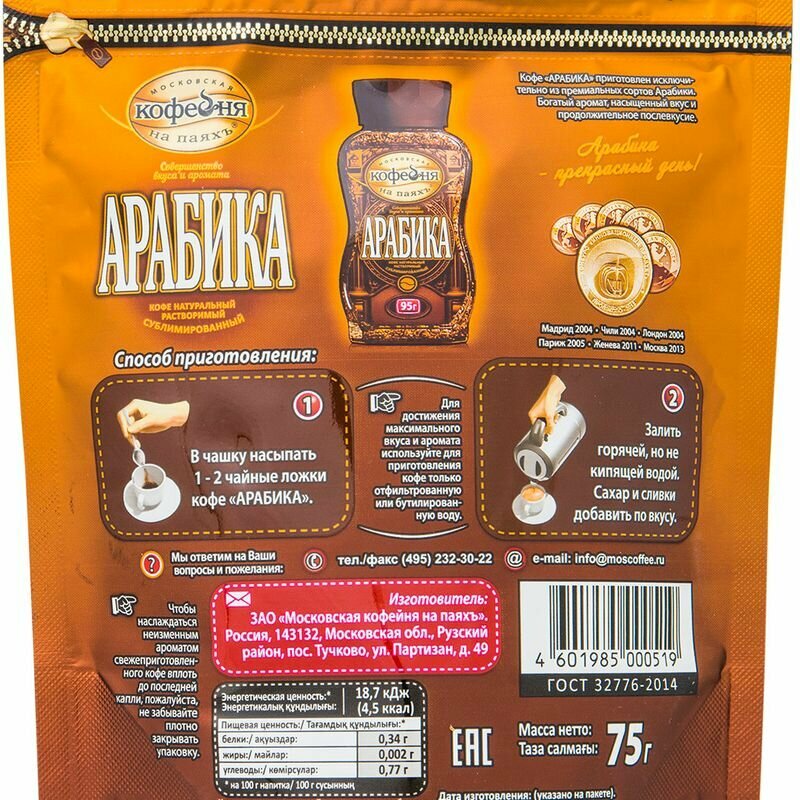 МОСКОВСКАЯ
кофейня
на паяхъ®
Совершенство
вкуса и аромата
АРАБИКА
КОФЕ НАТУРАЛЬНЫЙ
РАСТВОРИМЫЙ
СУБЛИМИРОВАННЫЙ
МОСКОВСКАЯ
кофейня
на паяхъ
Совершенство
вкуса и аромата
АРАБИКА
КОФЕ НАТУРАЛЬНЫЙ
РАСТВОРИМЫЙ
СУБЛИМИРОВАННЫЙ
95г
Кофе «АРАБИКА» приготовлен исключи-
тельно из премиальных сортов Арабики.
Богатый аромат, насыщенный вкус и
продолжительное послевкусие.
Арабика
- прекрасный день!
Мадрид 2004 • Чили 2004 • Лондон 2004
Париж 2005 • Женева 2011 • Москва 2013
Способ приготовления:
1
В чашку насыпать
1 - 2 чайные ложки
кофе «АРАБИКА».
Для
достижения
максимального
вкуса и аромата
используйте для
приготовления
кофе только
отфильтрованную
или бутилирован-
ную воду.
2
Залить
горячей, но не
кипящей водой.
Сахар и сливки
добавить по вкусу.
? Мы ответим на Ваши
вопросы и пожелания:
тел./факс (495) 232-30-22
@ e-mail: info@moscoffee.ru
Чтобы
наслаждаться
неизменным
ароматом
свежеприготовлен-
ного кофе вплоть
до последней
капли, пожалуйста,
не забывайте
плотно
закрывать
упаковку.
Изготовитель:
ЗАО «Московская кофейня на паяхъ».
Россия, 143132, Московская обл., Рузский
район, пос. Тучково, ул. Партизан, д. 49
4 601985 000519
ГОСТ 32776-2014
Энергетическая ценность:* 18,7 кДж
Энергетикалық құндылығы:* (4,5 ккал)
Пищевая ценность:/ Тағамдық құндылығы:*
белки:/ ақуыздар: 0,34 г
жиры:/ майлар: 0,002 г
углеводы:/ көмірсулар: 0,77 г
* на 100 г напитка/ 100 г сусынның
EAC
Масса нетто:
Таза салмағы: 75г
Дата изготовления: (указано на пакете).